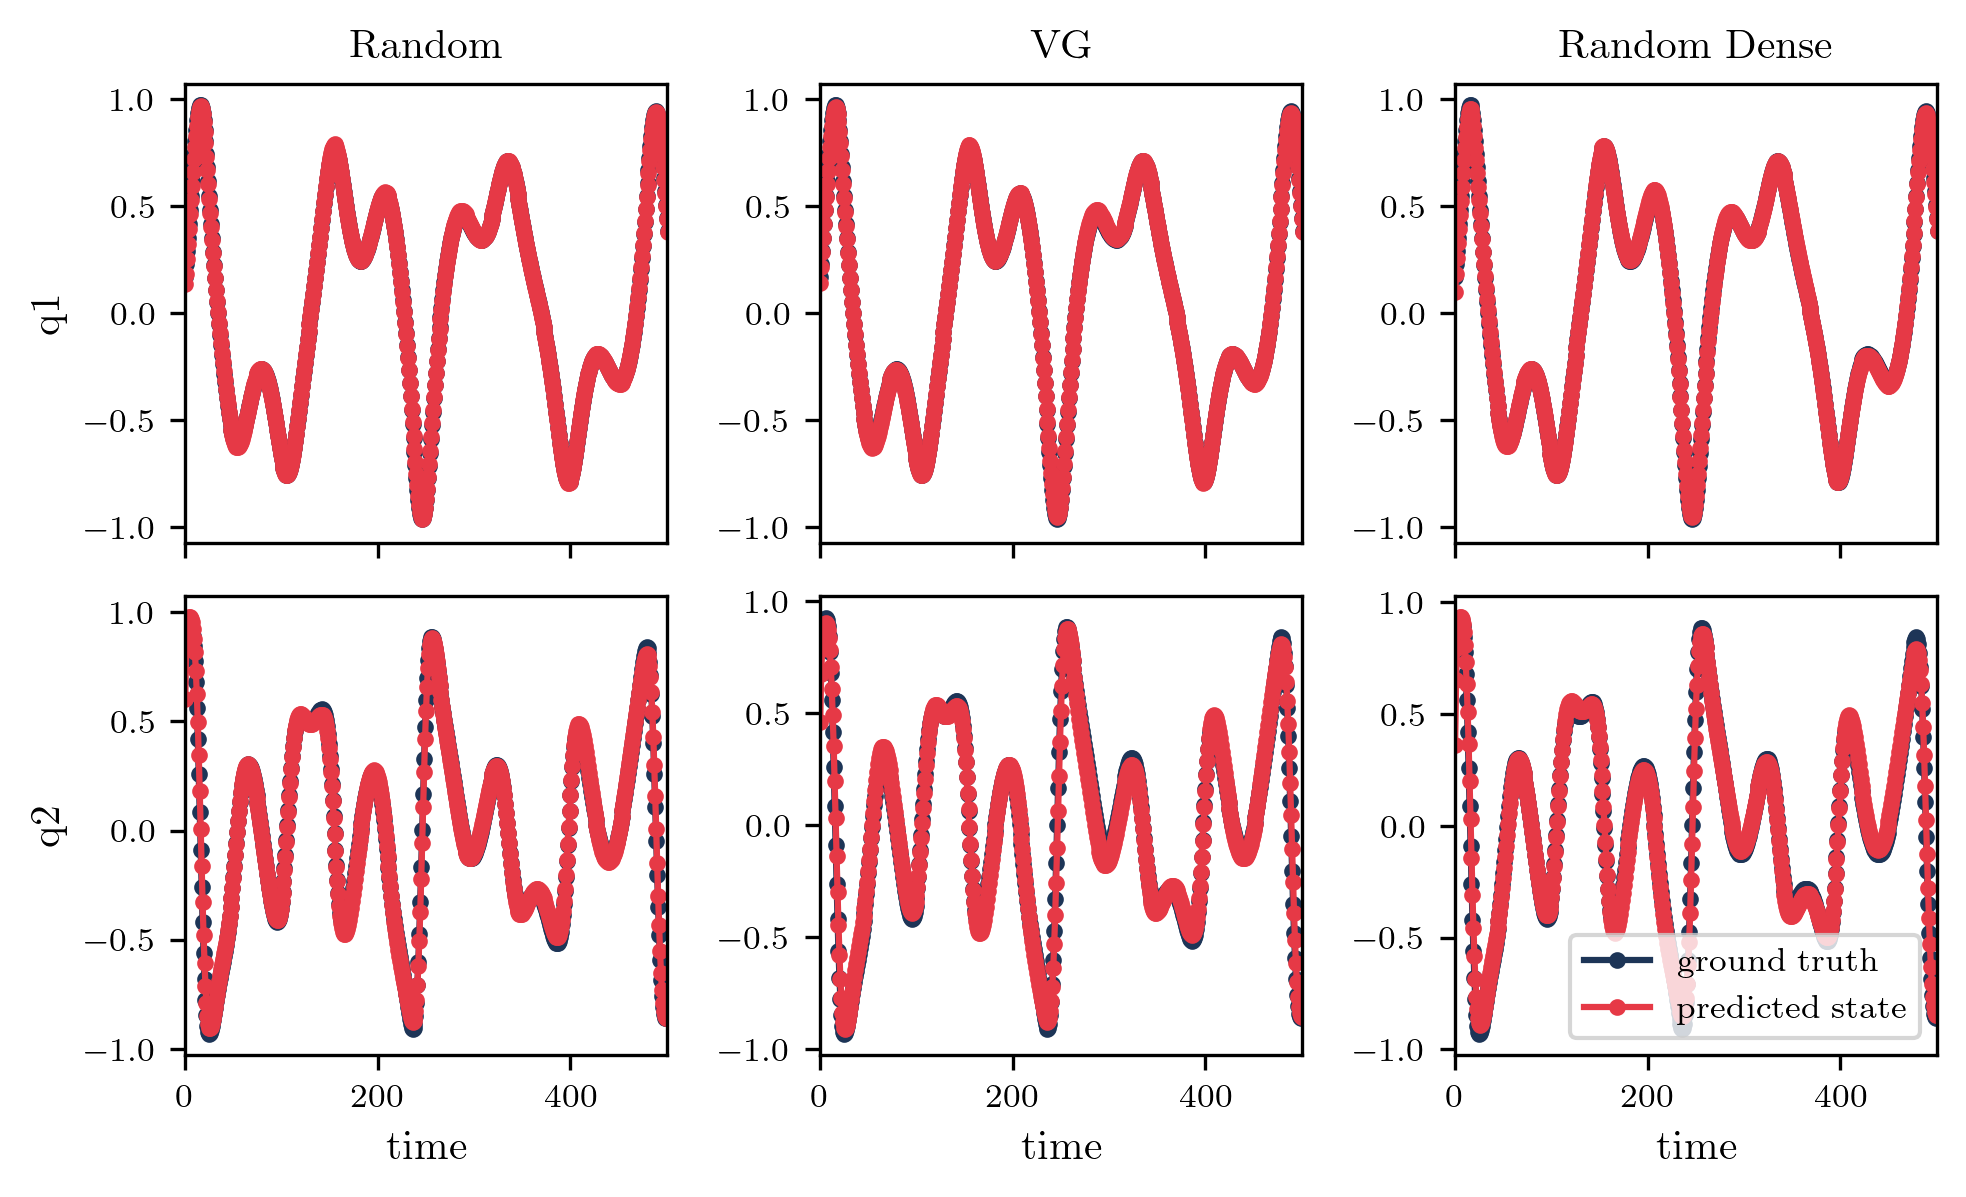 Random VG Random Dense
1.0 1.0 1.0
0.5 0.5 0.5
q1 0.0 0.0 0.0
−0.5 −0.5 −0.5
−1.0 −1.0 −1.0
1.0 1.0 1.0
0.5 0.5 0.5
q2 0.0 0.0 0.0
−0.5 −0.5 −0.5
ground truth
predicted state
−1.0 −1.0 −1.0
0 200 400 0 200 400 0 200 400
time time time